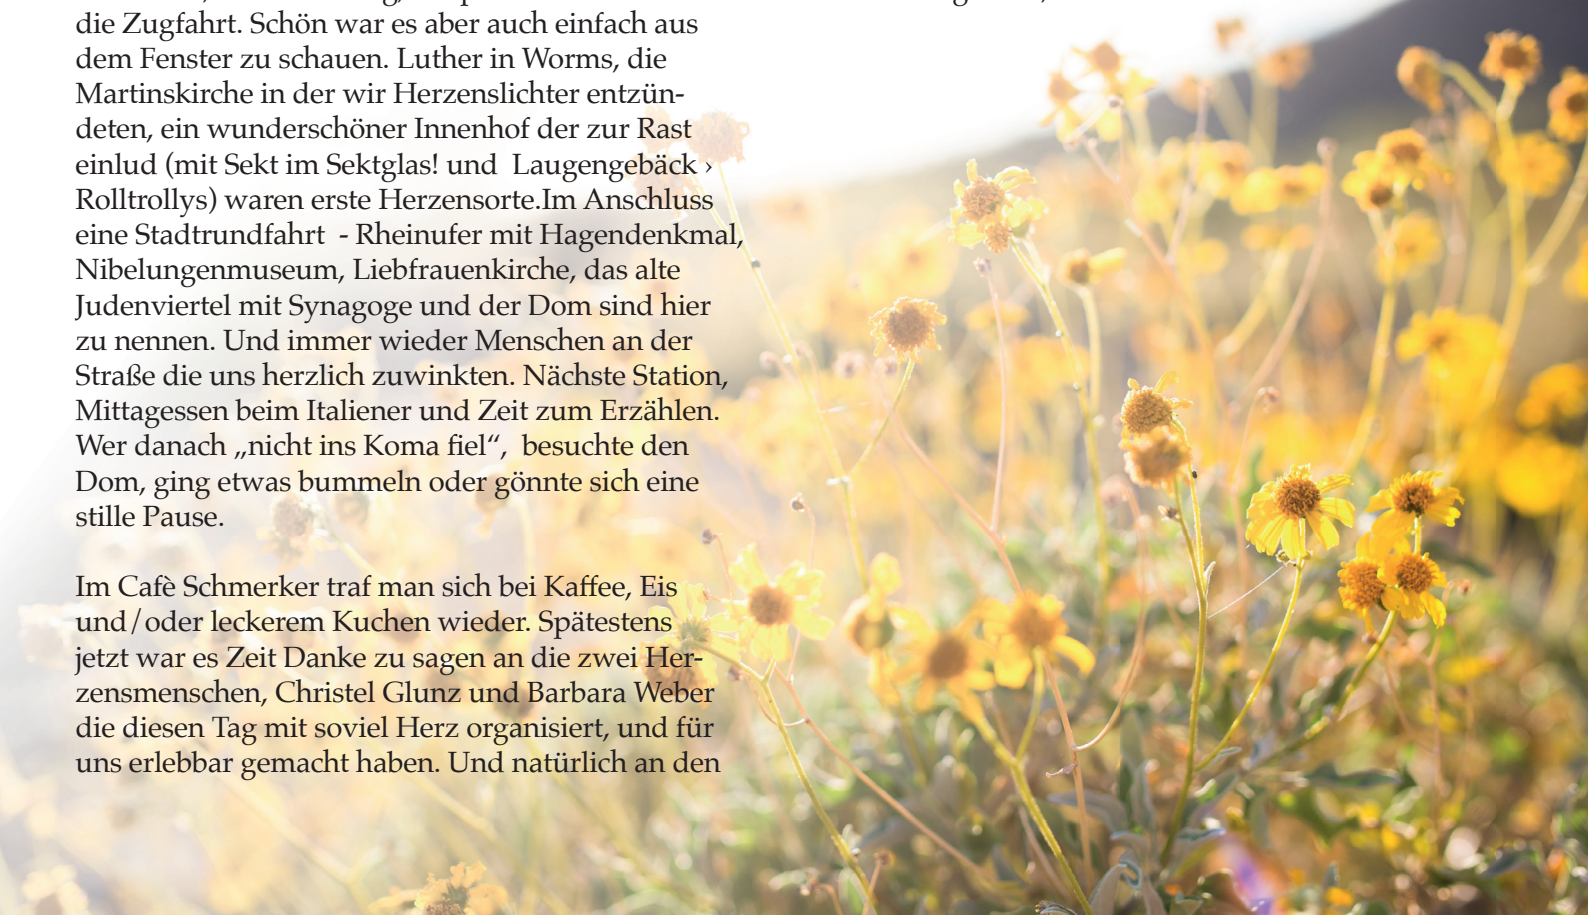 die Zugfahrt. Schön war es aber auch einfach aus
dem Fenster zu schauen. Luther in Worms, die
Martinskirche in der wir Herzenslichter entzün-
deten, ein wunderschöner Innenhof der zur Rast
einlud (mit Sekt im Sektglas! und  Laugengebäck ›
Rolltrollys) waren erste Herzensorte.Im Anschluss
eine Stadtrundfahrt  - Rheinufer mit Hagendenkmal,
Nibelungenmuseum, Liebfrauenkirche, das alte
Judenviertel mit Synagoge und der Dom sind hier
zu nennen. Und immer wieder Menschen an der
Straße die uns herzlich zuwinkten. Nächste Station,
Mittagessen beim Italiener und Zeit zum Erzählen.
Wer danach „nicht ins Koma fiel“,  besuchte den
Dom, ging etwas bummeln oder gönnte sich eine
stille Pause.
Im Cafè Schmerker traf man sich bei Kaffee, Eis
und/oder leckerem Kuchen wieder. Spätestens
jetzt war es Zeit Danke zu sagen an die zwei Her-
zensmenschen, Christel Glunz und Barbara Weber
die diesen Tag mit soviel Herz organisiert, und für
uns erlebbar gemacht haben. Und natürlich an den